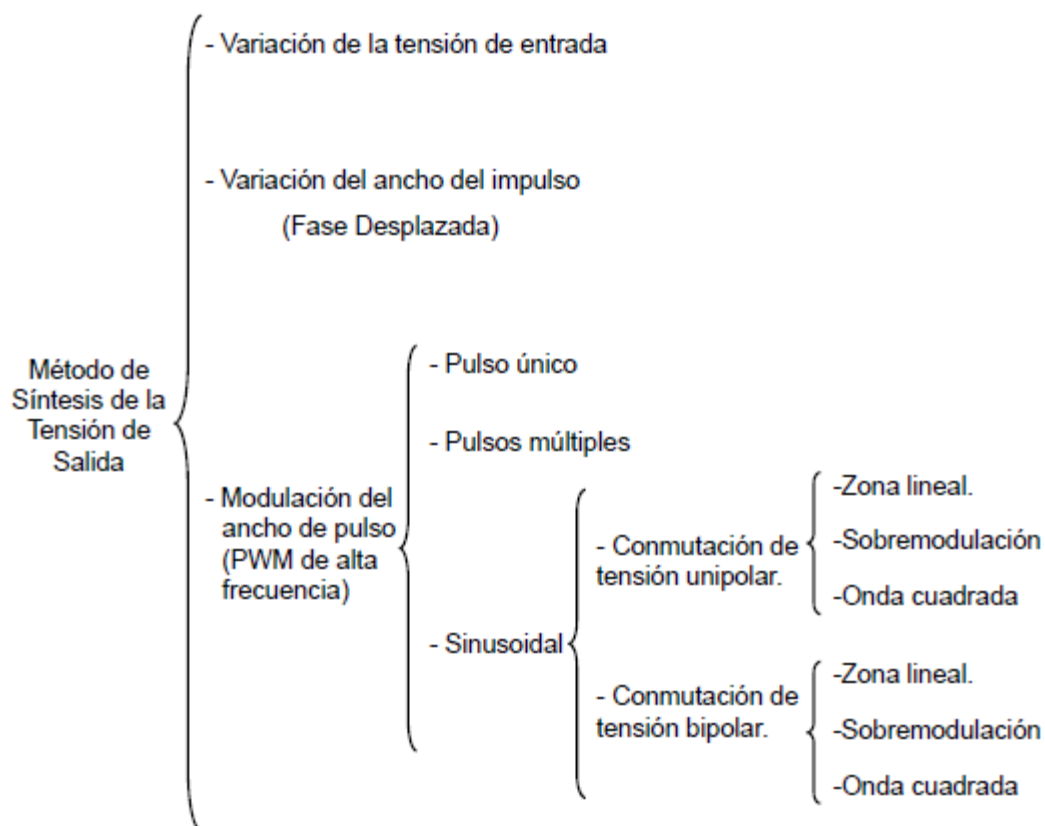 Método de
Síntesis de la
Tensión de
Salida
- Variación de la tensión de entrada
- Variación del ancho del impulso
(Fase Desplazada)
- Modulación del
ancho de pulso
(PWM de alta
frecuencia)
- Pulso único
- Pulsos múltiples
- Sinusoidal
- Conmutación de
tensión unipolar.
-Zona lineal.
-Sobremodulación
-Onda cuadrada
- Conmutación de
tensión bipolar.
-Zona lineal.
-Sobremodulación
-Onda cuadrada